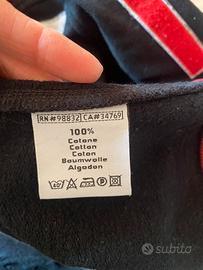 RN#98832 CA#34769
100%
Cotone
Cotton
Coton
Baumwolle
Algodon
subito